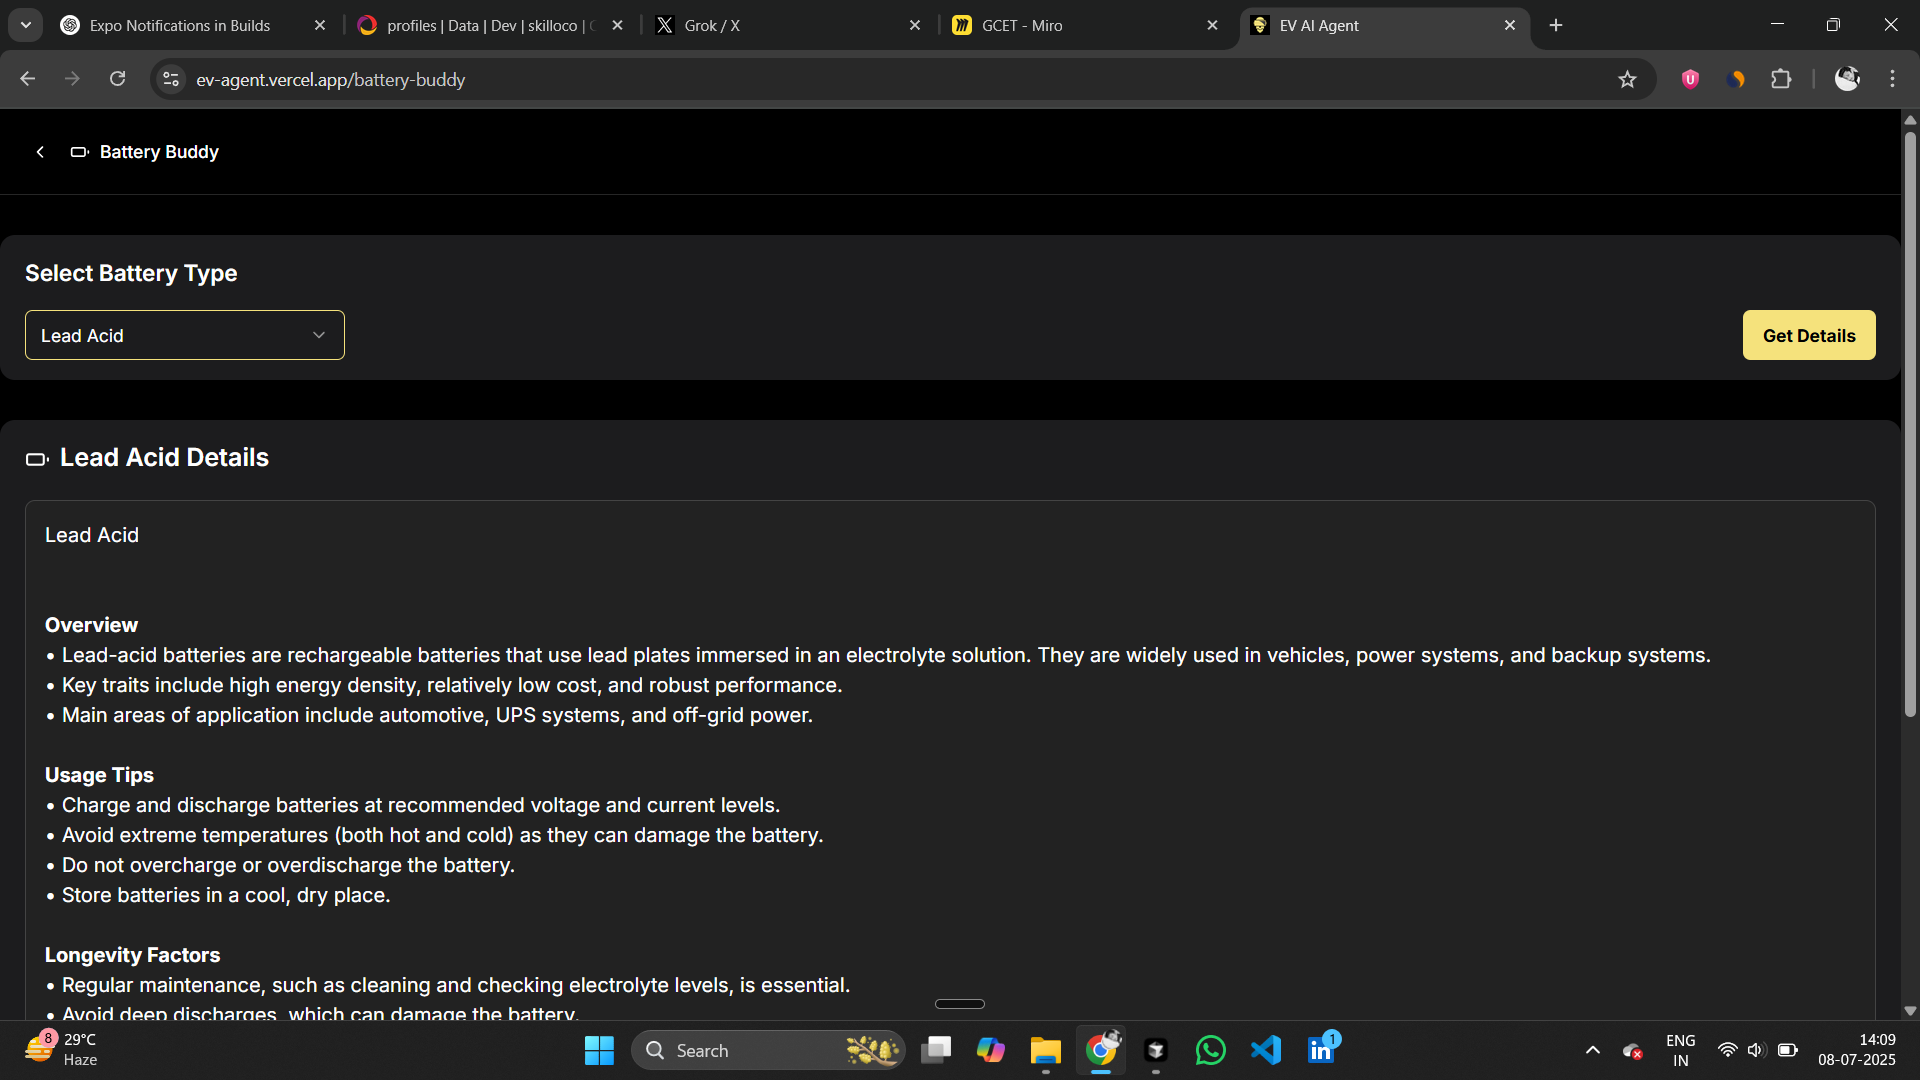 Expo Notifications in Builds
profiles | Data | Dev | skilloco |
Grok / X
GCET - Miro
EV AI Agent
ev-agent.vercel.app/battery-buddy
Battery Buddy
Select Battery Type
Lead Acid
Get Details
Lead Acid Details
Lead Acid
Overview
• Lead-acid batteries are rechargeable batteries that use lead plates immersed in an electrolyte solution. They are widely used in vehicles, power systems, and backup systems.
• Key traits include high energy density, relatively low cost, and robust performance.
• Main areas of application include automotive, UPS systems, and off-grid power.
Usage Tips
• Charge and discharge batteries at recommended voltage and current levels.
• Avoid extreme temperatures (both hot and cold) as they can damage the battery.
• Do not overcharge or overdischarge the battery.
• Store batteries in a cool, dry place.
Longevity Factors
• Regular maintenance, such as cleaning and checking electrolyte levels, is essential.
• Avoid deep discharges, which can damage the battery.
8
29°C
Haze
Search
in
1
ENG
IN
14:09
08-07-2025